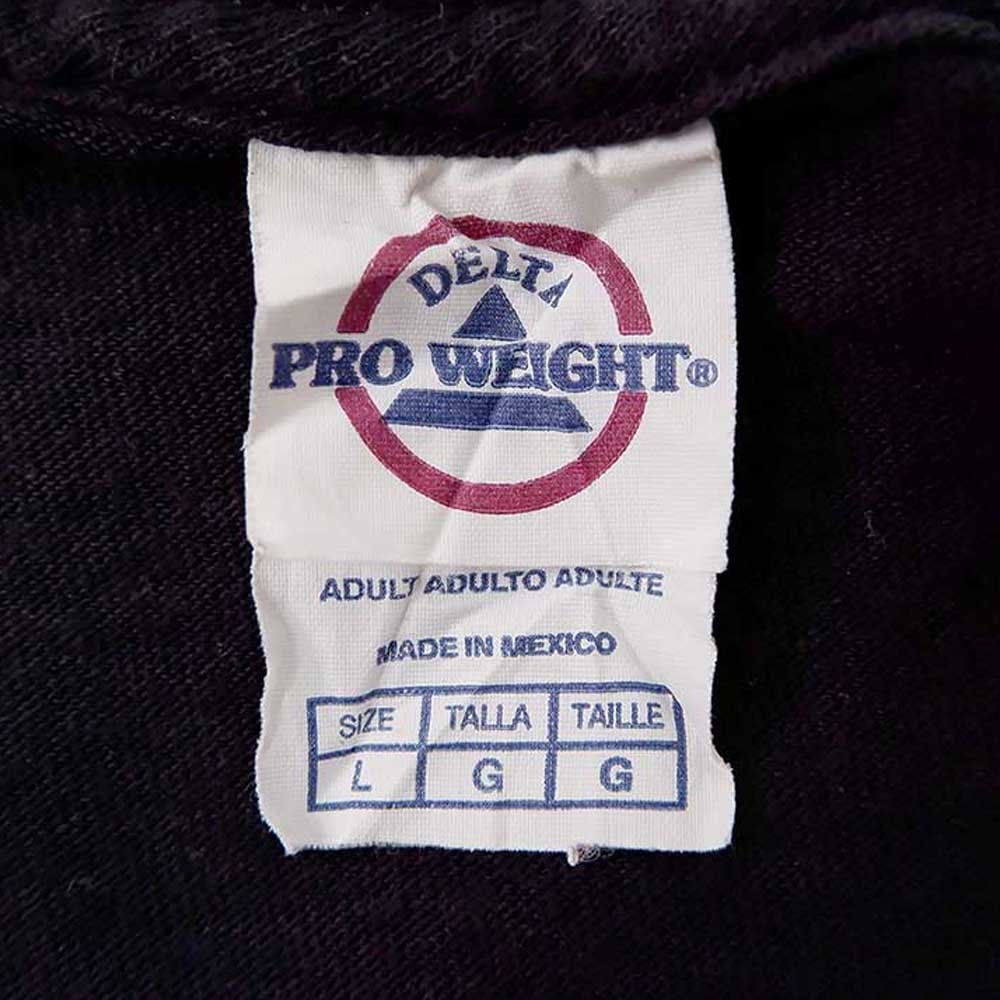 DELTA
PRO WEIGHT®
ADULT ADULTO ADULTE
MADE IN MEXICO
SIZE TALLA TAILLE
L G G